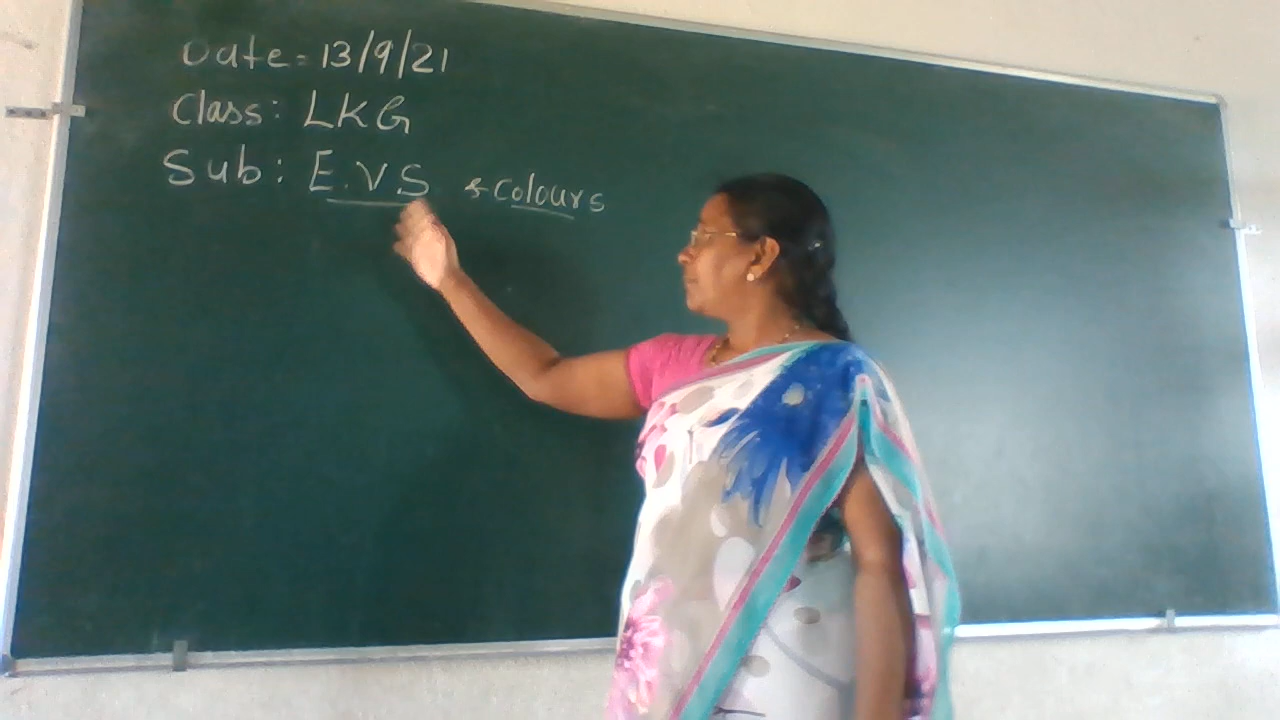 Date = 13/9/21
Class: LKG
Sub: E.V.S * Colours